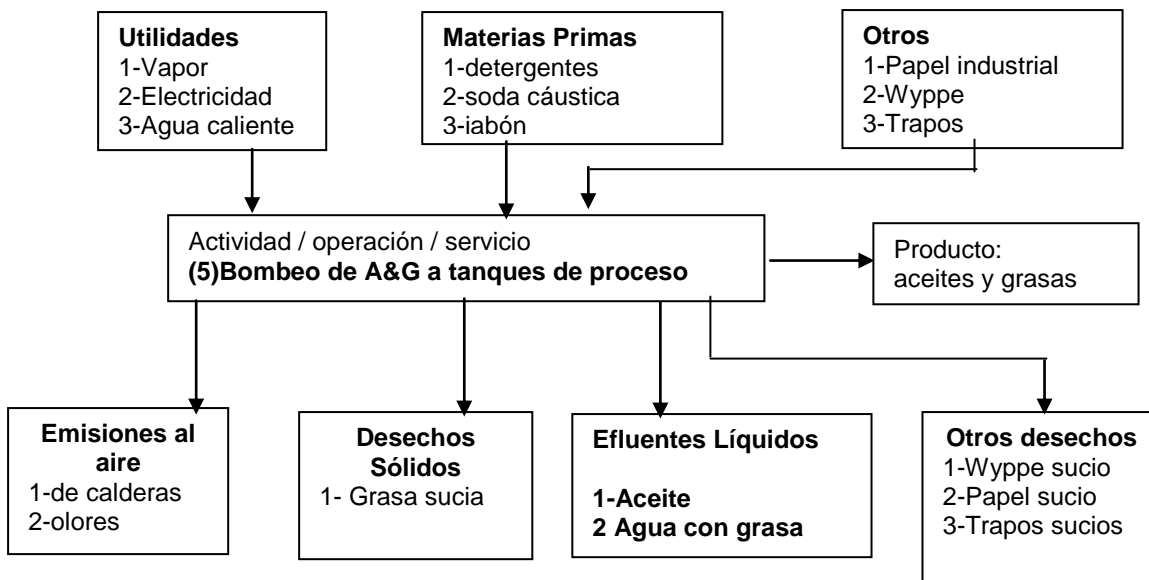 Utilidades
1-Vapor
2-Electricidad
3-Agua caliente
Materias Primas
1-detergentes
2-soda cáustica
3-iabón
Otros
1-Papel industrial
2-Wyppe
3-Trapos
Actividad / operación / servicio
(5)Bombeo de A&G a tanques de proceso
Producto:
aceites y grasas
Emisiones al
aire
1-de calderas
2-olores
Desechos
Sólidos
1- Grasa sucia
Efluentes Líquidos
1-Aceite
2 Agua con grasa
Otros desechos
1-Wyppe sucio
2-Papel sucio
3-Trapos sucios